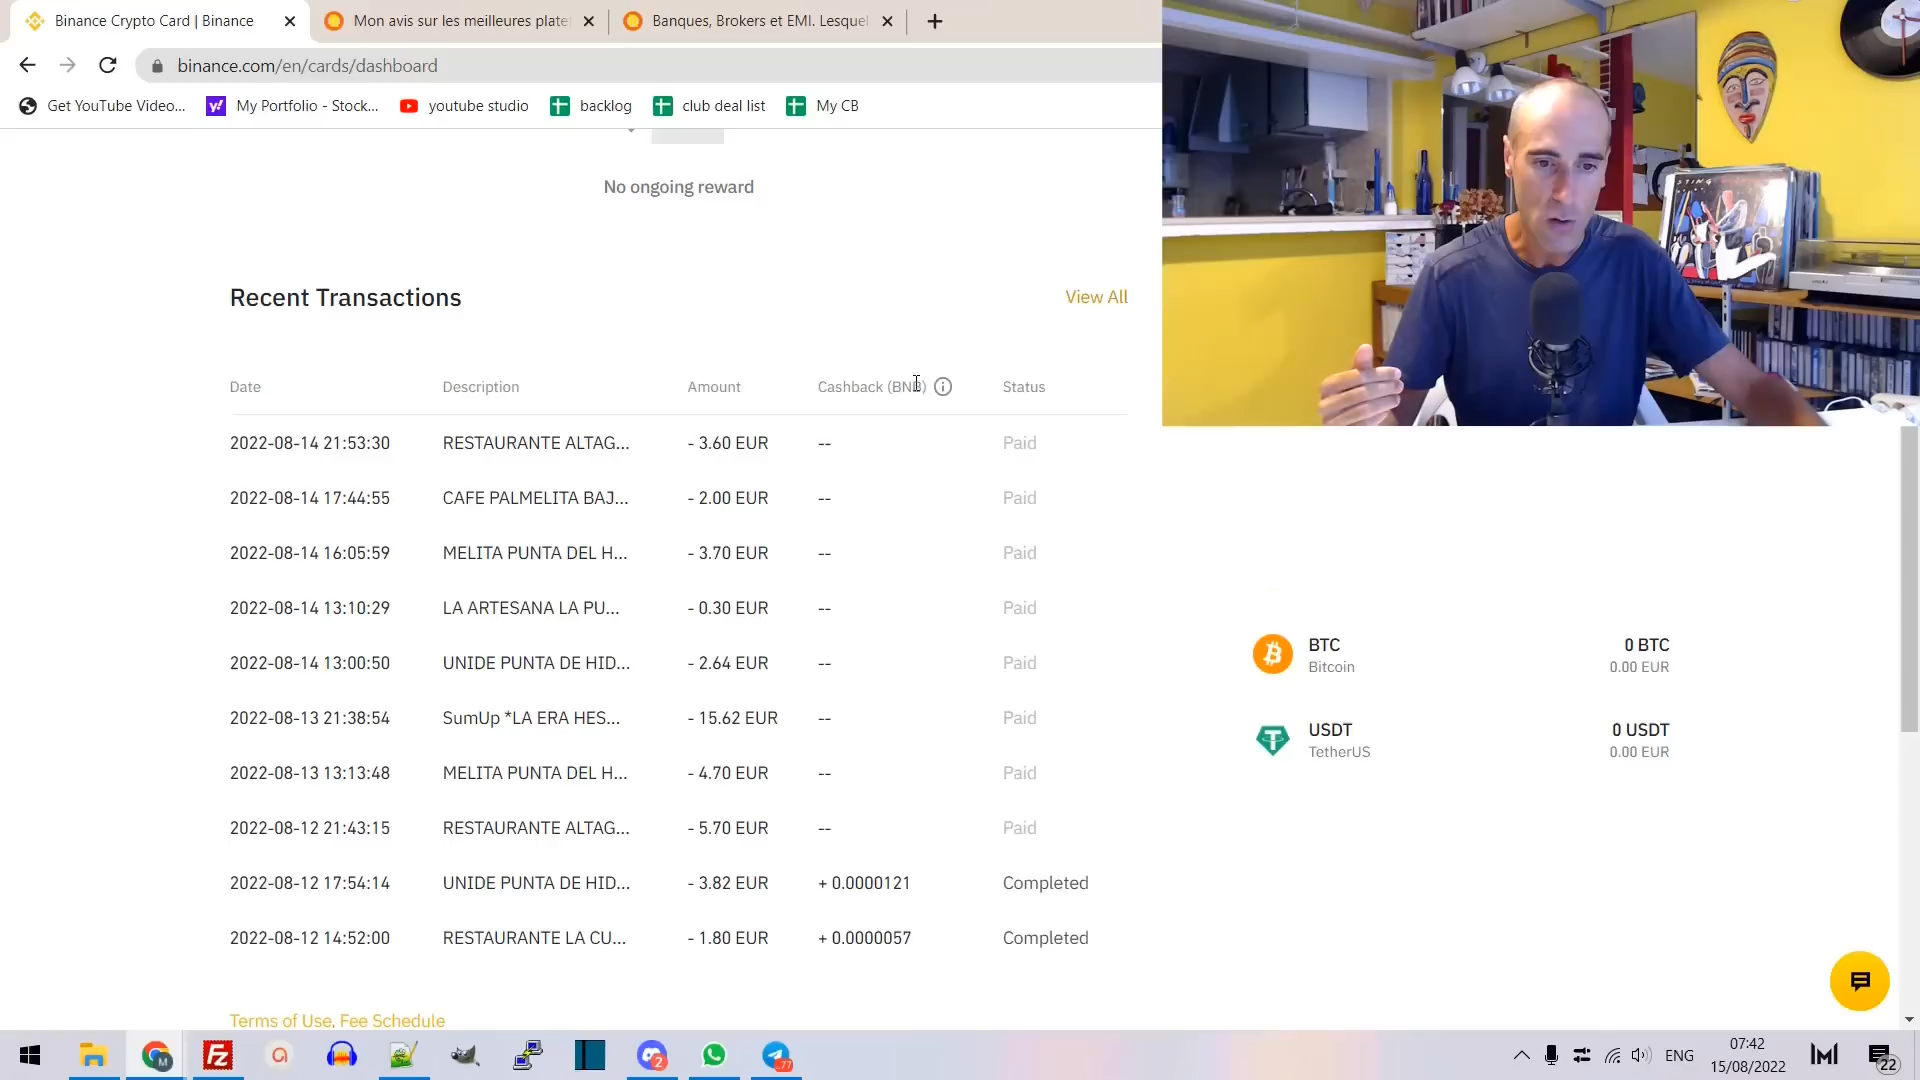 Binance Crypto Card | Binance
Mon avis sur les meilleures platef
Banques, Brokers et EMI. Lesquel
binance.com/en/cards/dashboard
Get YouTube Video...
My Portfolio - Stock...
youtube studio
backlog
club deal list
My CB
No ongoing reward
Recent Transactions
View All
Date Description Amount Cashback (BNB) Status
2022-08-14 21:53:30 RESTAURANTE ALTAG... - 3.60 EUR -- Paid
2022-08-14 17:44:55 CAFE PALMELITA BAJ... - 2.00 EUR -- Paid
2022-08-14 16:05:59 MELITA PUNTA DEL H... - 3.70 EUR -- Paid
2022-08-14 13:10:29 LA ARTESANA LA PU... - 0.30 EUR -- Paid
2022-08-14 13:00:50 UNIDE PUNTA DE HID... - 2.64 EUR -- Paid
2022-08-13 21:38:54 SumUp *LA ERA HES... - 15.62 EUR -- Paid
2022-08-13 13:13:48 MELITA PUNTA DEL H... - 4.70 EUR -- Paid
2022-08-12 21:43:15 RESTAURANTE ALTAG... - 5.70 EUR -- Paid
2022-08-12 17:54:14 UNIDE PUNTA DE HID... - 3.82 EUR + 0.0000121 Completed
2022-08-12 14:52:00 RESTAURANTE LA CU... - 1.80 EUR + 0.0000057 Completed
Terms of Use, Fee Schedule
STING
BTC 0 BTC
Bitcoin 0.00 EUR
USDT 0 USDT
TetherUS 0.00 EUR
M
2
77
ENG
07:42
15/08/2022
22